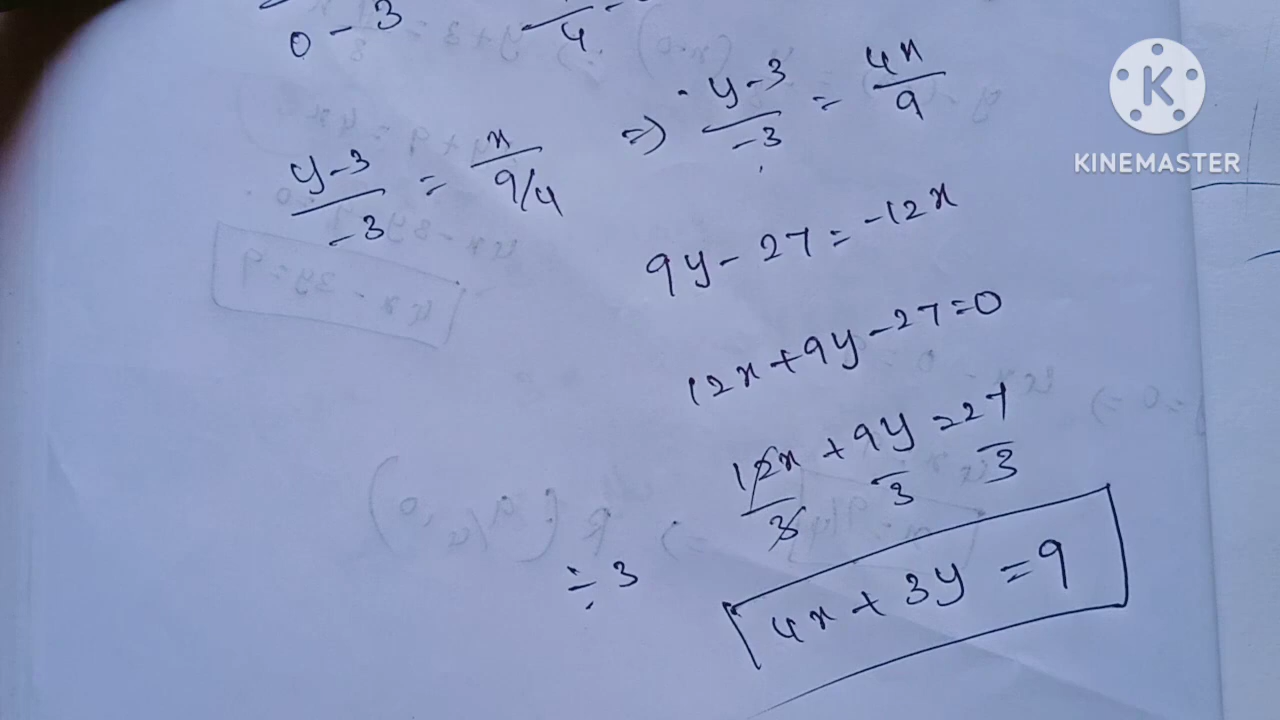 0 - 3
4
y-3/-3 = x/9/4 => y-3/-3 = 4x/9
9y - 27 = -12x
12x + 9y - 27 = 0
12x/3 + 9y/3 = 27/3
÷ 3
4x + 3y = 9
KINEMASTER